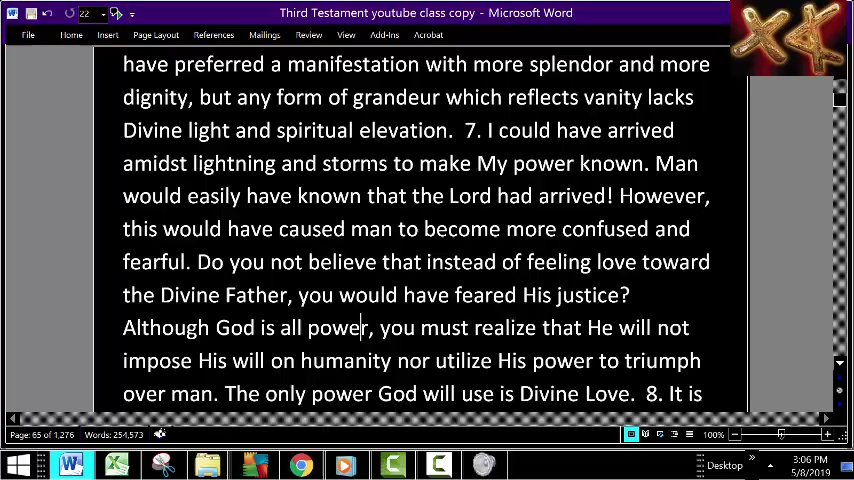 22
Third Testament youtube class copy - Microsoft Word
File Home Insert Page Layout References Mailings Review View Add-Ins Acrobat
have preferred a manifestation with more splendor and more
dignity, but any form of grandeur which reflects vanity lacks
Divine light and spiritual elevation.  7. I could have arrived
amidst lightning and storms to make My power known. Man
would easily have known that the Lord had arrived! However,
this would have caused man to become more confused and
fearful. Do you not believe that instead of feeling love toward
the Divine Father, you would have feared His justice?
Although God is all power, you must realize that He will not
impose His will on humanity nor utilize His power to triumph
over man. The only power God will use is Divine Love.  8. It is
Page: 65 of 1,276 Words: 254,573 100%
Desktop » 3:06 PM
5/8/2019